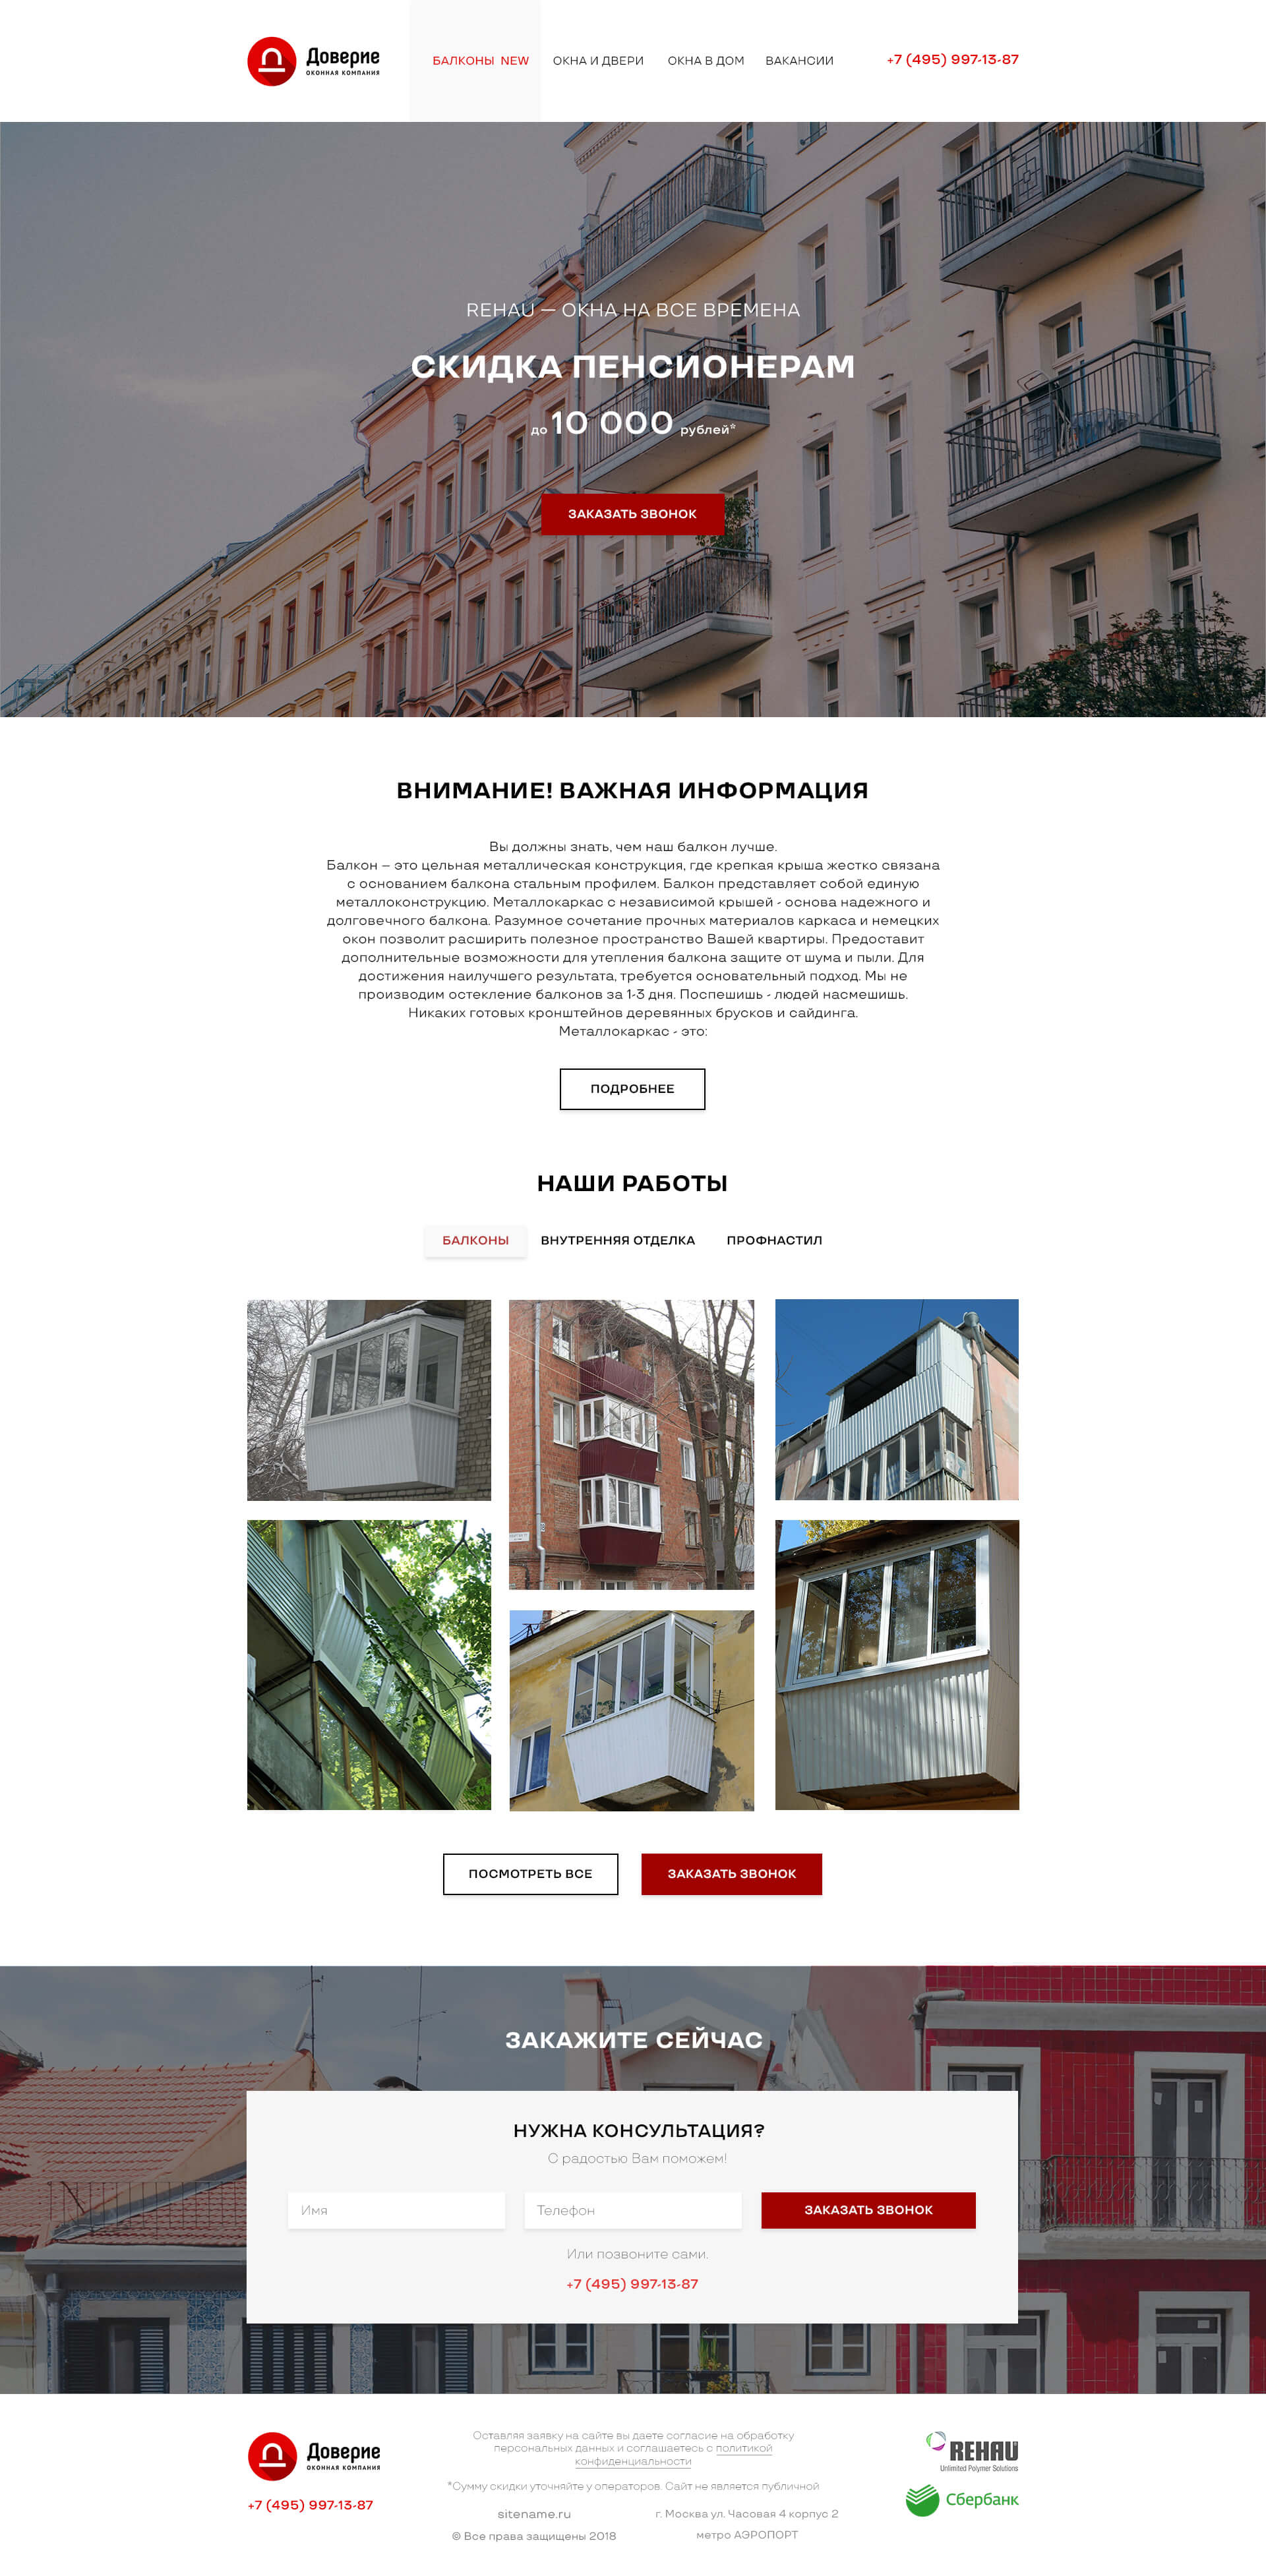 Доверие
ОКОННАЯ КОМПАНИЯ
БАЛКОНЫ NEW
ОКНА И ДВЕРИ
ОКНА В ДОМ
ВАКАНСИИ
+7 (495) 997-13-87
REHAU — ОКНА НА ВСЕ ВРЕМЕНА
СКИДКА ПЕНСИОНЕРАМ
до 10 000 рублей*
ЗАКАЗАТЬ ЗВОНОК
ВНИМАНИЕ! ВАЖНАЯ ИНФОРМАЦИЯ
Вы должны знать, чем наш балкон лучше.
Балкон – это цельная металлическая конструкция, где крепкая крыша жестко связана
с основанием балкона стальным профилем. Балкон представляет собой единую
металлоконструкцию. Металлокаркас с независимой крышей - основа надежного и
долговечного балкона. Разумное сочетание прочных материалов каркаса и немецких
окон позволит расширить полезное пространство Вашей квартиры. Предоставит
дополнительные возможности для утепления балкона защите от шума и пыли. Для
достижения наилучшего результата, требуется основательный подход. Мы не
производим остекление балконов за 1-3 дня. Поспешишь - людей насмешишь.
Никаких готовых кронштейнов деревянных брусков и сайдинга.
Металлокаркас - это:
ПОДРОБНЕЕ
НАШИ РАБОТЫ
БАЛКОНЫ
ВНУТРЕННЯЯ ОТДЕЛКА
ПРОФНАСТИЛ
ПОСМОТРЕТЬ ВСЕ
ЗАКАЗАТЬ ЗВОНОК
ЗАКАЖИТЕ СЕЙЧАС
НУЖНА КОНСУЛЬТАЦИЯ?
С радостью Вам поможем!
Имя
Телефон
ЗАКАЗАТЬ ЗВОНОК
Или позвоните сами.
+7 (495) 997-13-87
Доверие
ОКОННАЯ КОМПАНИЯ
+7 (495) 997-13-87
Оставляя заявку на сайте вы даете согласие на обработку
персональных данных и соглашаетесь с политикой
конфиденциальности
*Сумму скидки уточняйте у операторов. Сайт не является публичной
sitename.ru
© Все права защищены 2018
г. Москва ул. Часовая 4 корпус 2
метро АЭРОПОРТ
REHAU
Unlimited Polymer Solutions
Сбербанк